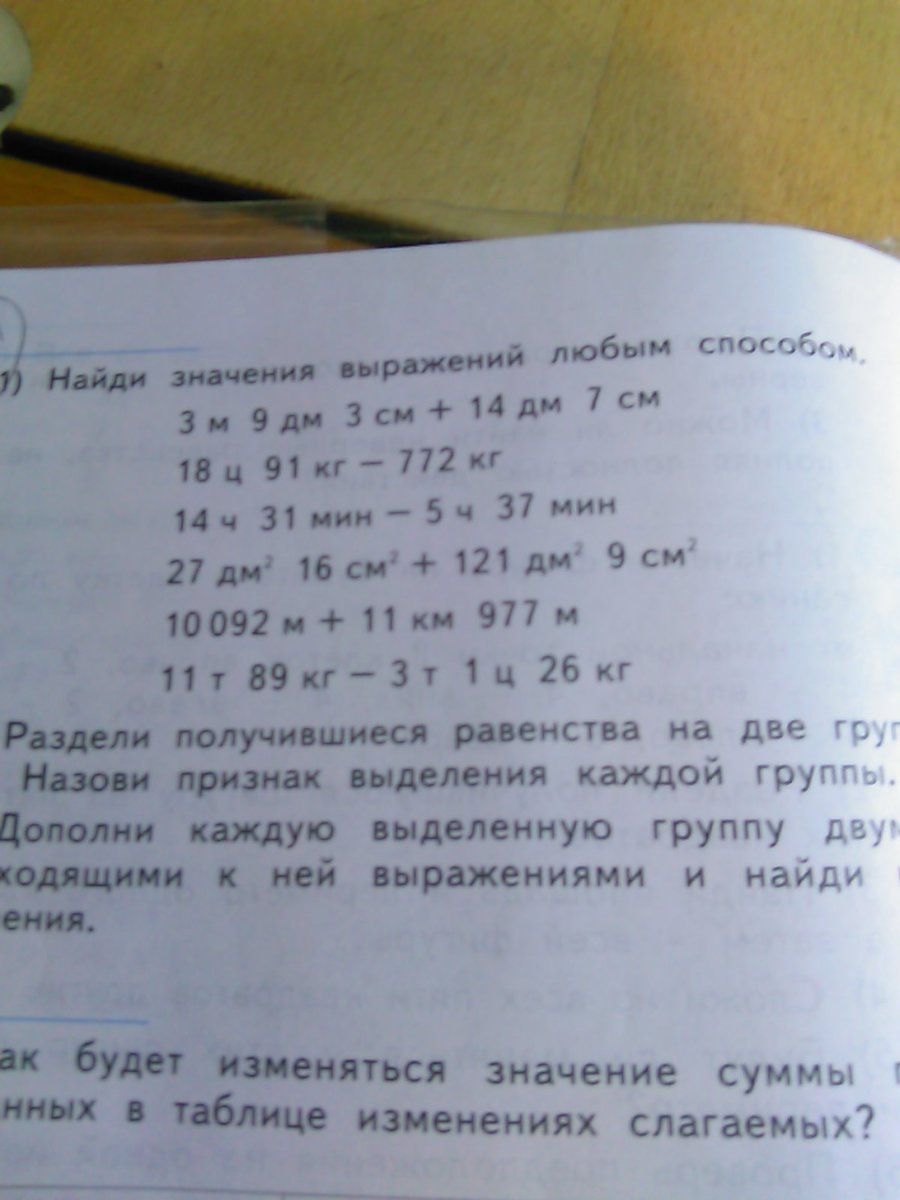 1) Найди значения выражений любым способом.
3 м 9 дм 3 см + 14 дм 7 см
18 ц 91 кг – 772 кг
14 ч 31 мин – 5 ч 37 мин
27 дм² 16 см² + 121 дм² 9 см²
10 092 м + 11 км 977 м
11 т 89 кг – 3 т 1 ц 26 кг
Раздели получившиеся равенства на две груп
Назови признак выделения каждой группы.
Дополни каждую выделенную группу двум
ходящими к ней выражениями и найди
ения.
ак будет изменяться значение суммы п
нных в таблице изменениях слагаемых?